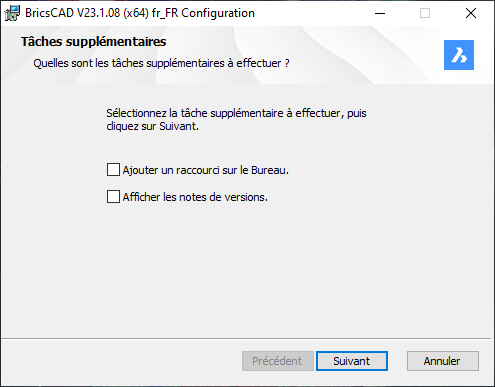 BricsCAD V23.1.08 (x64) fr_FR Configuration
Tâches supplémentaires
Quelles sont les tâches supplémentaires à effectuer ?
Sélectionnez la tâche supplémentaire à effectuer, puis
cliquez sur Suivant.
Ajouter un raccourci sur le Bureau.
Afficher les notes de versions.
Précédent
Suivant
Annuler